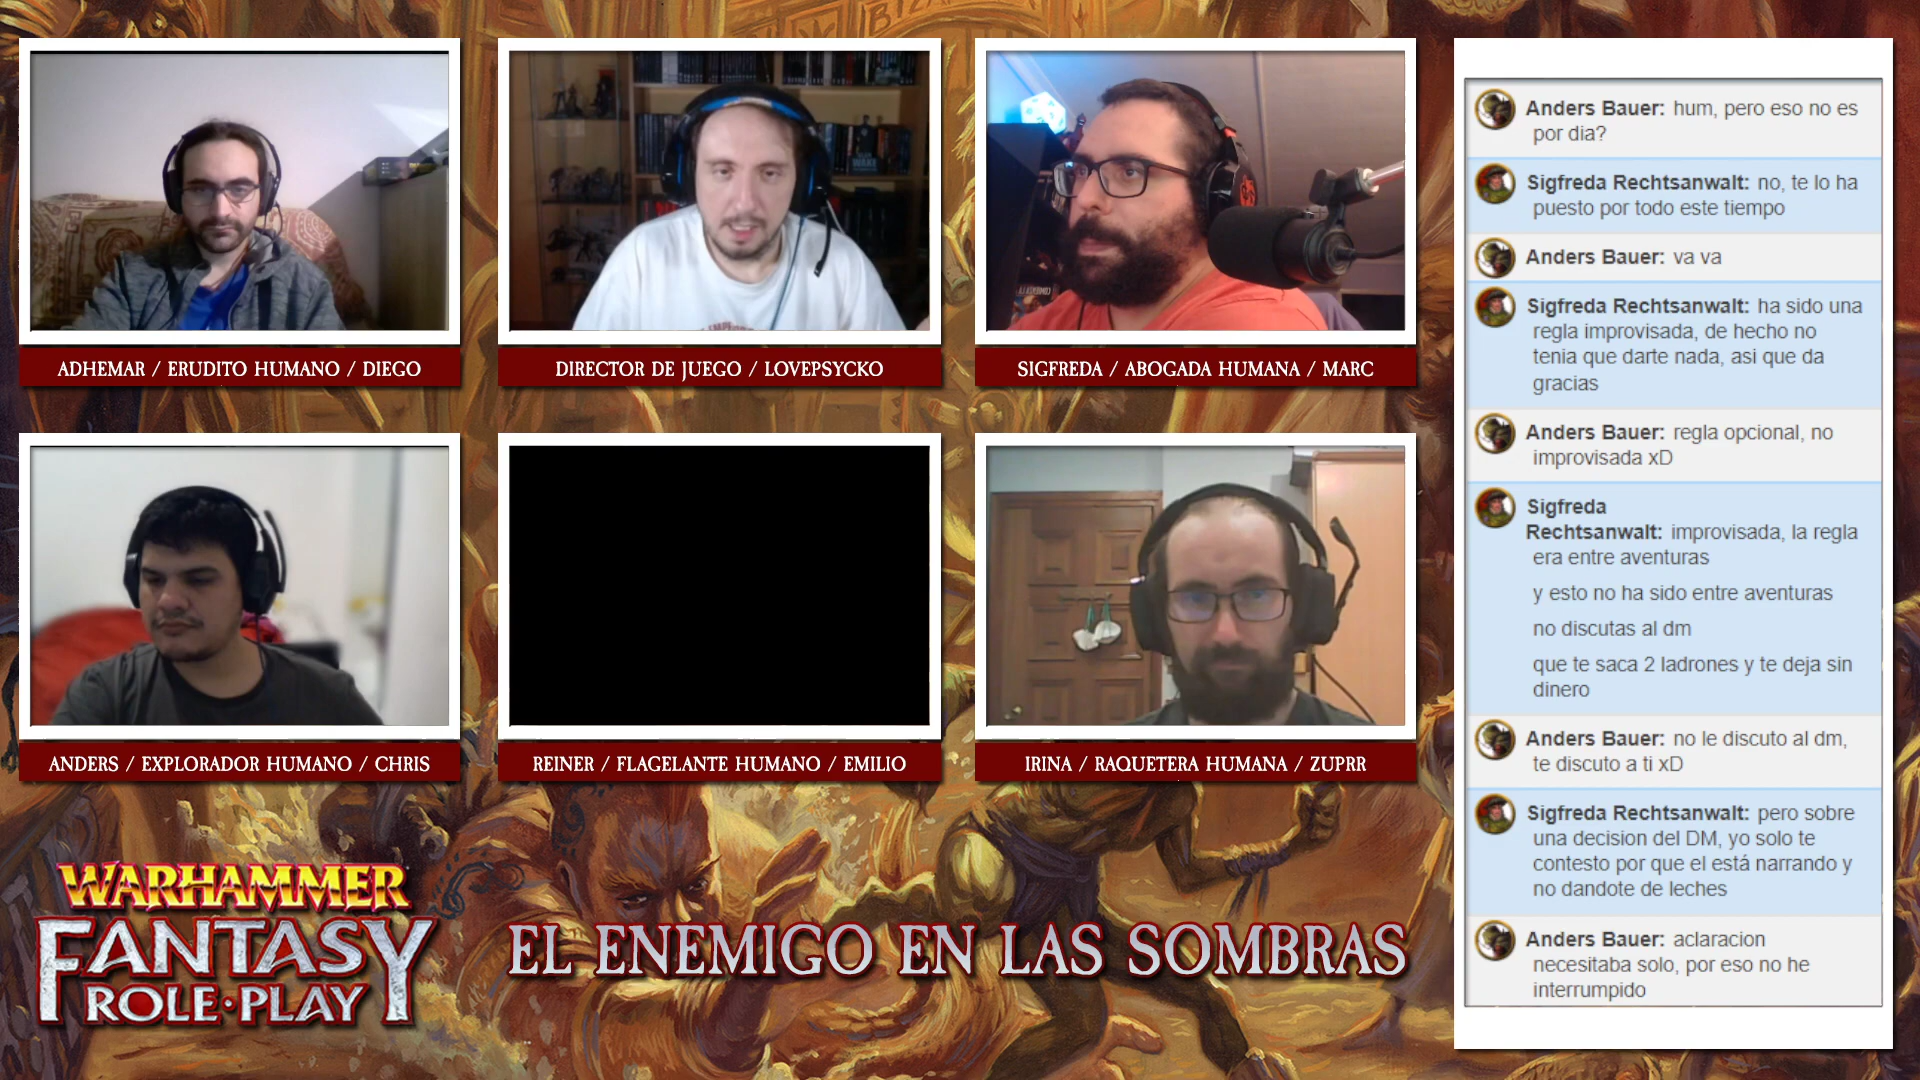 ADHEMAR / ERUDITO HUMANO / DIEGO
DIRECTOR DE JUEGO / LOVEPSYCKO
SIGFREDA / ABOGADA HUMANA / MARC
ANDERS / EXPLORADOR HUMANO / CHRIS
REINER / FLAGELANTE HUMANO / EMILIO
IRINA / RAQUETERA HUMANA / ZUPRR
WARHAMMER
FANTASY
ROLE·PLAY
EL ENEMIGO EN LAS SOMBRAS
Anders Bauer: hum, pero eso no es
por dia?
Sigfreda Rechtsanwalt: no, te lo ha
puesto por todo este tiempo
Anders Bauer: va va
Sigfreda Rechtsanwalt: ha sido una
regla improvisada, de hecho no
tenia que darte nada, asi que da
gracias
Anders Bauer: regla opcional, no
improvisada xD
Sigfreda
Rechtsanwalt: improvisada, la regla
era entre aventuras
y esto no ha sido entre aventuras
no discutas al dm
que te saca 2 ladrones y te deja sin
dinero
Anders Bauer: no le discuto al dm,
te discuto a ti xD
Sigfreda Rechtsanwalt: pero sobre
una decision del DM, yo solo te
contesto por que el está narrando y
no dandote de leches
Anders Bauer: aclaracion
necesitaba solo, por eso no he
interrumpido